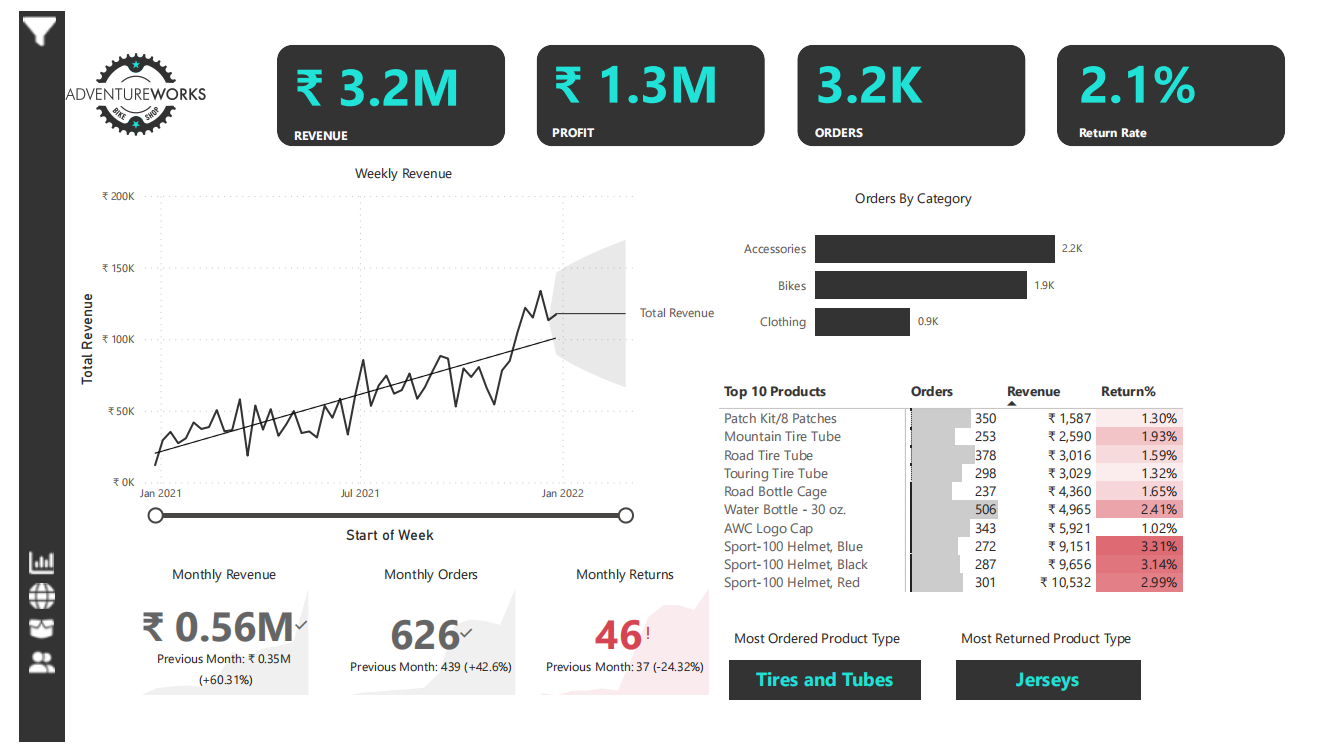 ADVENTUREWORKS
BIKE SHOP
₹ 3.2M
REVENUE
₹ 1.3M
PROFIT
3.2K
ORDERS
2.1%
Return Rate
Weekly Revenue
Total Revenue
₹ 200K
₹ 150K
₹ 100K
₹ 50K
₹ 0K
Jan 2021
Jul 2021
Jan 2022
Total Revenue
Start of Week
Orders By Category
Accessories 2.2K
Bikes 1.9K
Clothing 0.9K
Top 10 Products Orders Revenue Return%
Patch Kit/8 Patches 350 ₹ 1,587 1.30%
Mountain Tire Tube 253 ₹ 2,590 1.93%
Road Tire Tube 378 ₹ 3,016 1.59%
Touring Tire Tube 298 ₹ 3,029 1.32%
Road Bottle Cage 237 ₹ 4,360 1.65%
Water Bottle - 30 oz. 506 ₹ 4,965 2.41%
AWC Logo Cap 343 ₹ 5,921 1.02%
Sport-100 Helmet, Blue 272 ₹ 9,151 3.31%
Sport-100 Helmet, Black 287 ₹ 9,656 3.14%
Sport-100 Helmet, Red 301 ₹ 10,532 2.99%
Monthly Revenue
₹ 0.56M
Previous Month: ₹ 0.35M
(+60.31%)
Monthly Orders
626
Previous Month: 439 (+42.6%)
Monthly Returns
46!
Previous Month: 37 (-24.32%)
Most Ordered Product Type
Tires and Tubes
Most Returned Product Type
Jerseys